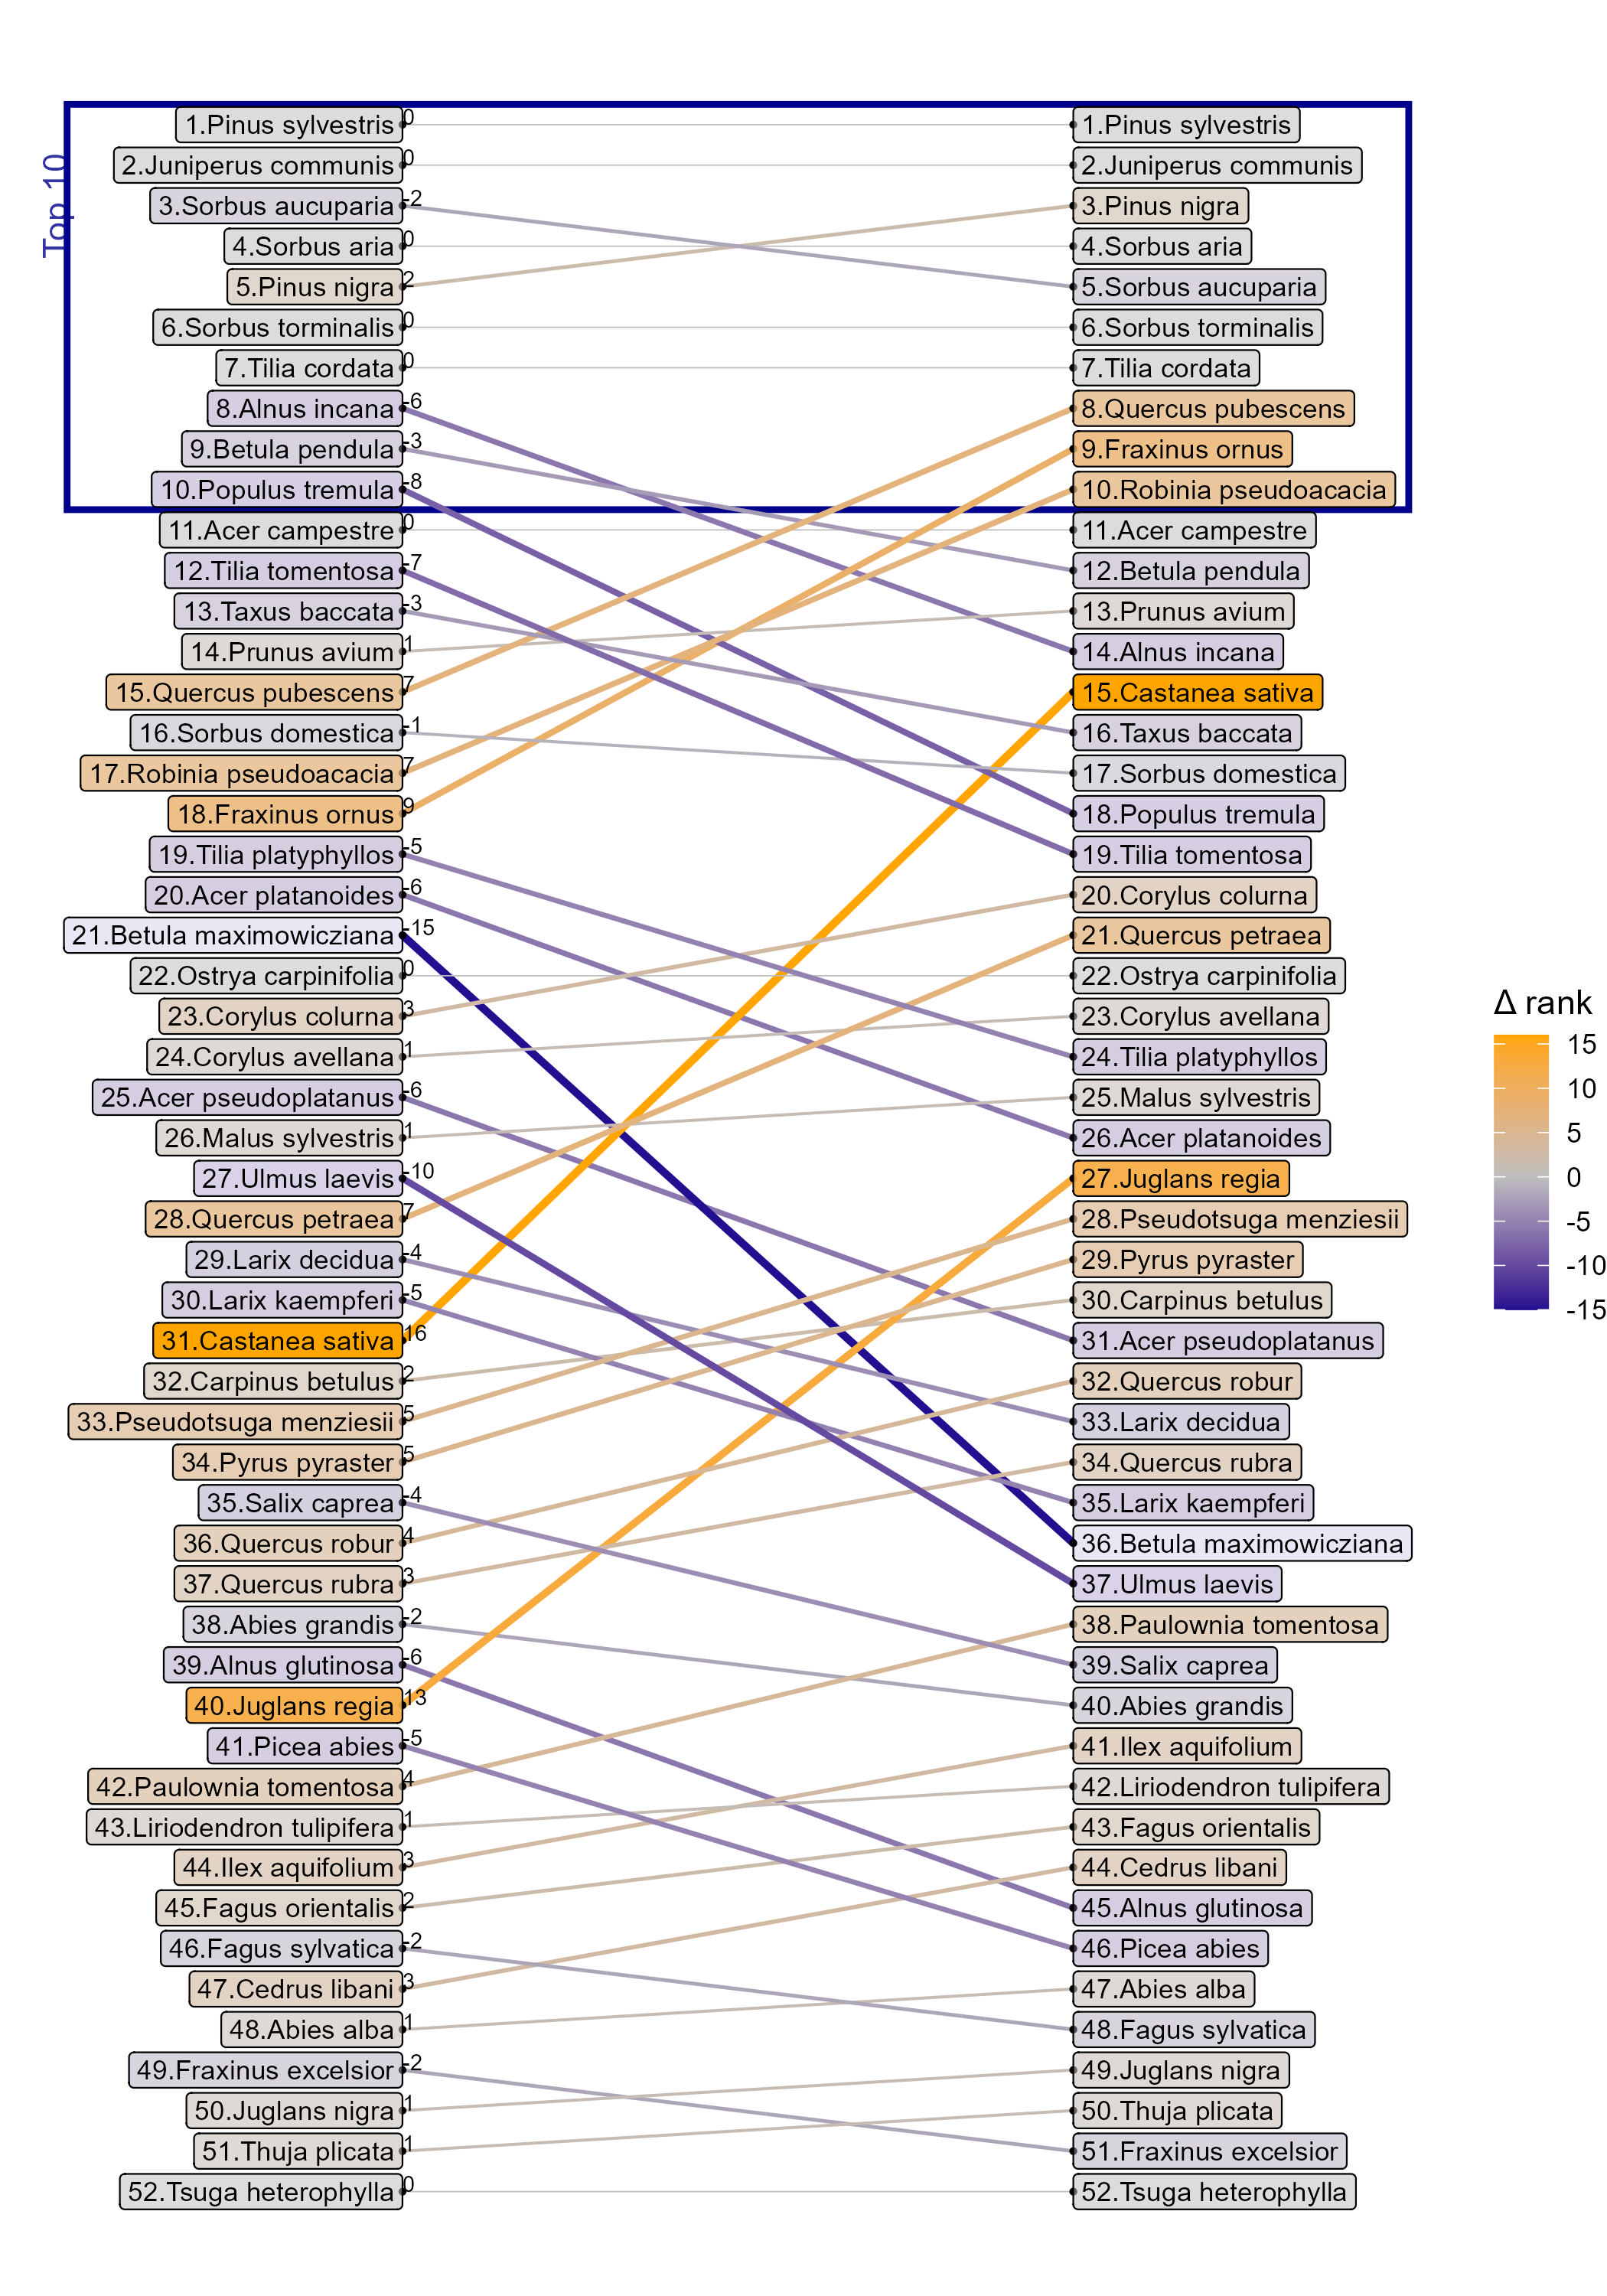 Top 10
1.Pinus sylvestris 0 1.Pinus sylvestris
2.Juniperus communis 0 2.Juniperus communis
3.Sorbus aucuparia -2 3.Pinus nigra
4.Sorbus aria 0 4.Sorbus aria
5.Pinus nigra 2 5.Sorbus aucuparia
6.Sorbus torminalis 0 6.Sorbus torminalis
7.Tilia cordata 0 7.Tilia cordata
8.Alnus incana -6 8.Quercus pubescens
9.Betula pendula -3 9.Fraxinus ornus
10.Populus tremula -8 10.Robinia pseudoacacia
11.Acer campestre 0 11.Acer campestre
12.Tilia tomentosa -7 12.Betula pendula
13.Taxus baccata -3 13.Prunus avium
14.Prunus avium 1 14.Alnus incana
15.Quercus pubescens 7 15.Castanea sativa
16.Sorbus domestica -1 16.Taxus baccata
17.Robinia pseudoacacia 7 17.Sorbus domestica
18.Fraxinus ornus 9 18.Populus tremula
19.Tilia platyphyllos -5 19.Tilia tomentosa
20.Acer platanoides -6 20.Corylus colurna
21.Betula maximowicziana -15 21.Quercus petraea
22.Ostrya carpinifolia 0 22.Ostrya carpinifolia
23.Corylus colurna 3 23.Corylus avellana
24.Corylus avellana 1 24.Tilia platyphyllos
25.Acer pseudoplatanus -6 25.Malus sylvestris
26.Malus sylvestris 1 26.Acer platanoides
27.Ulmus laevis -10 27.Juglans regia
28.Quercus petraea 7 28.Pseudotsuga menziesii
29.Larix decidua -4 29.Pyrus pyraster
30.Larix kaempferi -5 30.Carpinus betulus
31.Castanea sativa 16 31.Acer pseudoplatanus
32.Carpinus betulus 2 32.Quercus robur
33.Pseudotsuga menziesii 5 33.Larix decidua
34.Pyrus pyraster 5 34.Quercus rubra
35.Salix caprea -4 35.Larix kaempferi
36.Quercus robur 4 36.Betula maximowicziana
37.Quercus rubra 3 37.Ulmus laevis
38.Abies grandis -2 38.Paulownia tomentosa
39.Alnus glutinosa -6 39.Salix caprea
40.Juglans regia 13 40.Abies grandis
41.Picea abies -5 41.Ilex aquifolium
42.Paulownia tomentosa 4 42.Liriodendron tulipifera
43.Liriodendron tulipifera 1 43.Fagus orientalis
44.Ilex aquifolium 3 44.Cedrus libani
45.Fagus orientalis 2 45.Alnus glutinosa
46.Fagus sylvatica -2 46.Picea abies
47.Cedrus libani 3 47.Abies alba
48.Abies alba 1 48.Fagus sylvatica
49.Fraxinus excelsior -2 49.Juglans nigra
50.Juglans nigra 1 50.Thuja plicata
51.Thuja plicata 1 51.Fraxinus excelsior
52.Tsuga heterophylla 0 52.Tsuga heterophylla
Δ rank
15
10
5
0
-5
-10
-15